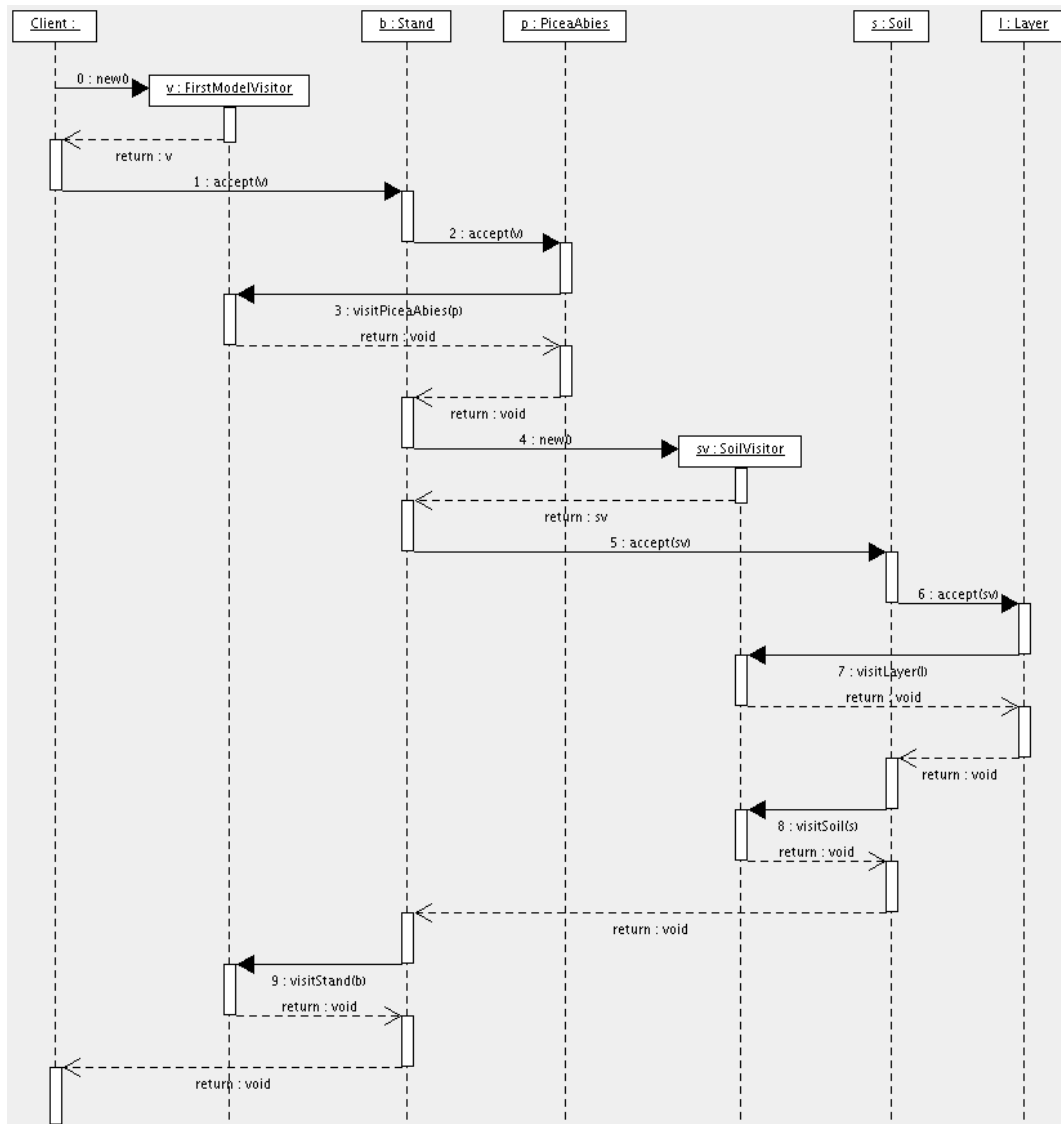 Client :
b : Stand
p : PiceaAbies
s : Soil
l : Layer
0 : new()
v : FirstModelVisitor
return : v
1 : accept(v)
2 : accept(v)
3 : visitPiceaAbies(p)
return : void
return : void
4 : new()
sv : SoilVisitor
return : sv
5 : accept(sv)
6 : accept(sv)
7 : visitLayer(l)
return : void
return : void
8 : visitSoil(s)
return : void
return : void
9 : visitStand(b)
return : void
return : void